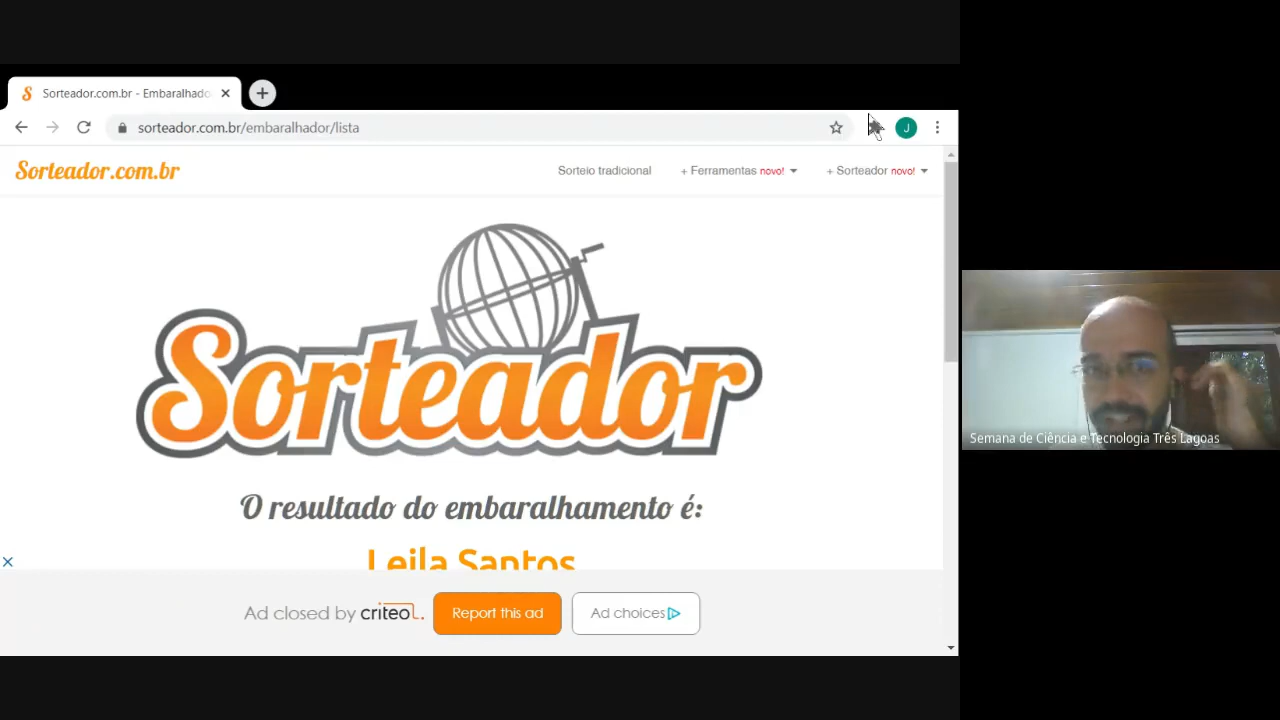 Sorteador.com.br - Embaralhado
sorteador.com.br/embaralhador/lista
J
Sorteador.com.br
Sorteio tradicional
+ Ferramentas novo!
+ Sorteador novo!
Sorteador
O resultado do embaralhamento é:
Leila Santos
Ad closed by criteo.
Report this ad
Ad choices
Semana de Ciência e Tecnologia Três Lagoas